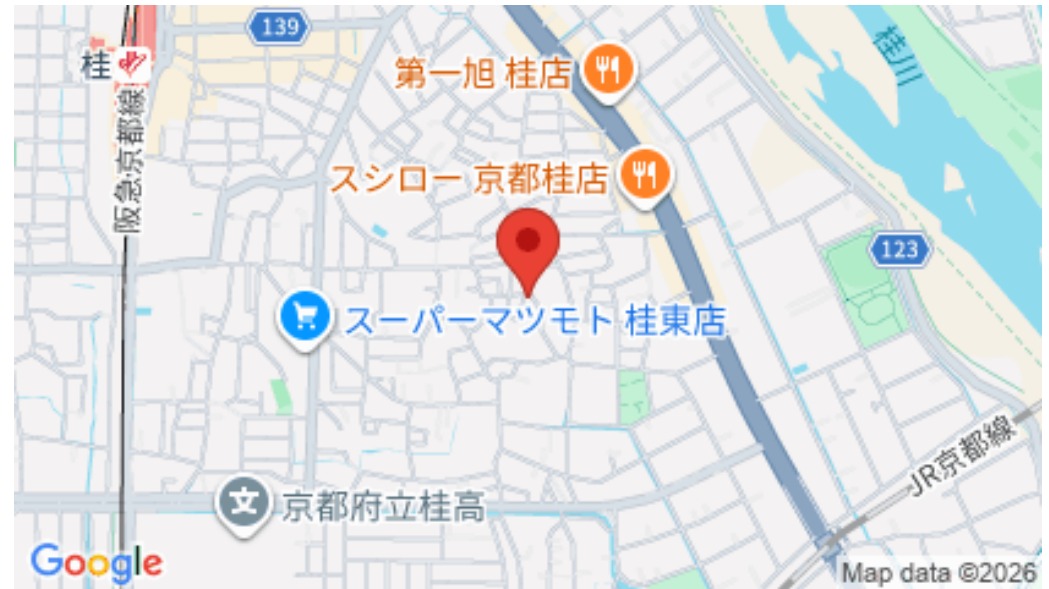 139
桂
第一旭 桂店
桂川
阪急京都線
スシロー 京都桂店
123
スーパーマツモト 桂東店
JR京都線
文
京都府立桂高
Google
Map data ©2026